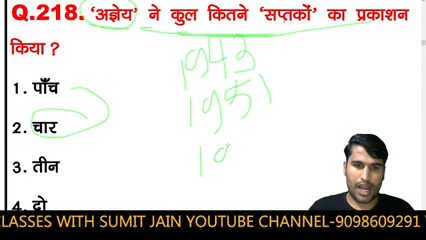 Q.218. 'अज्ञेय' ने कुल कितने 'सप्तकों' का प्रकाशन
किया ?
1943
1. पाँच
1951
2. चार
3. तीन
4. दो
CLASSES WITH SUMIT JAIN YOUTUBE CHANNEL-9098609291